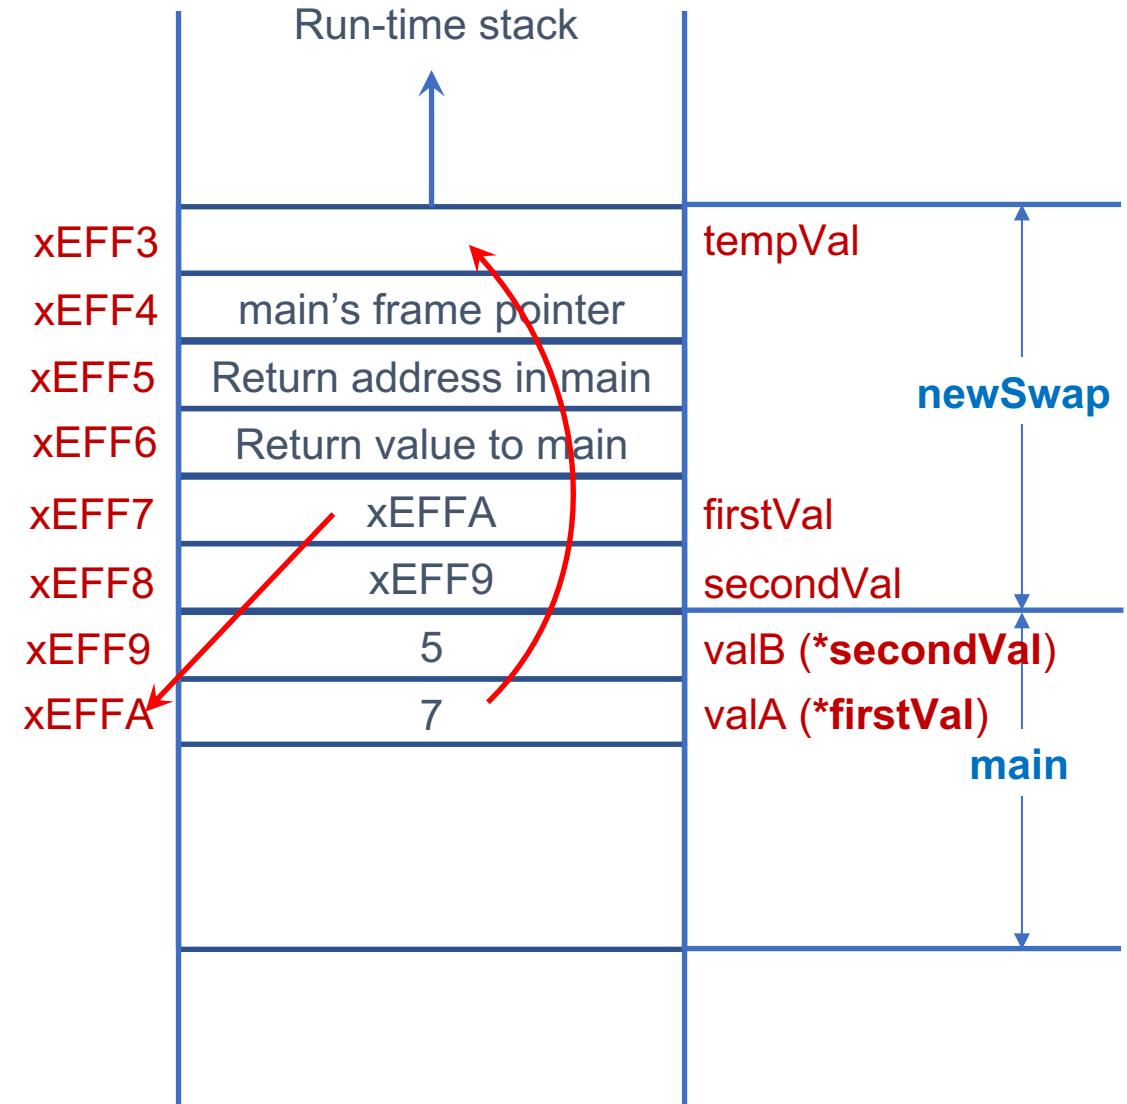 Run-time stack
xEFF3 tempVal
xEFF4 main’s frame pointer
xEFF5 Return address in main
newSwap
xEFF6 Return value to main
xEFF7 xEFFA firstVal
xEFF8 xEFF9 secondVal
xEFF9 5 valB (*secondVal)
xEFFA 7 valA (*firstVal)
main